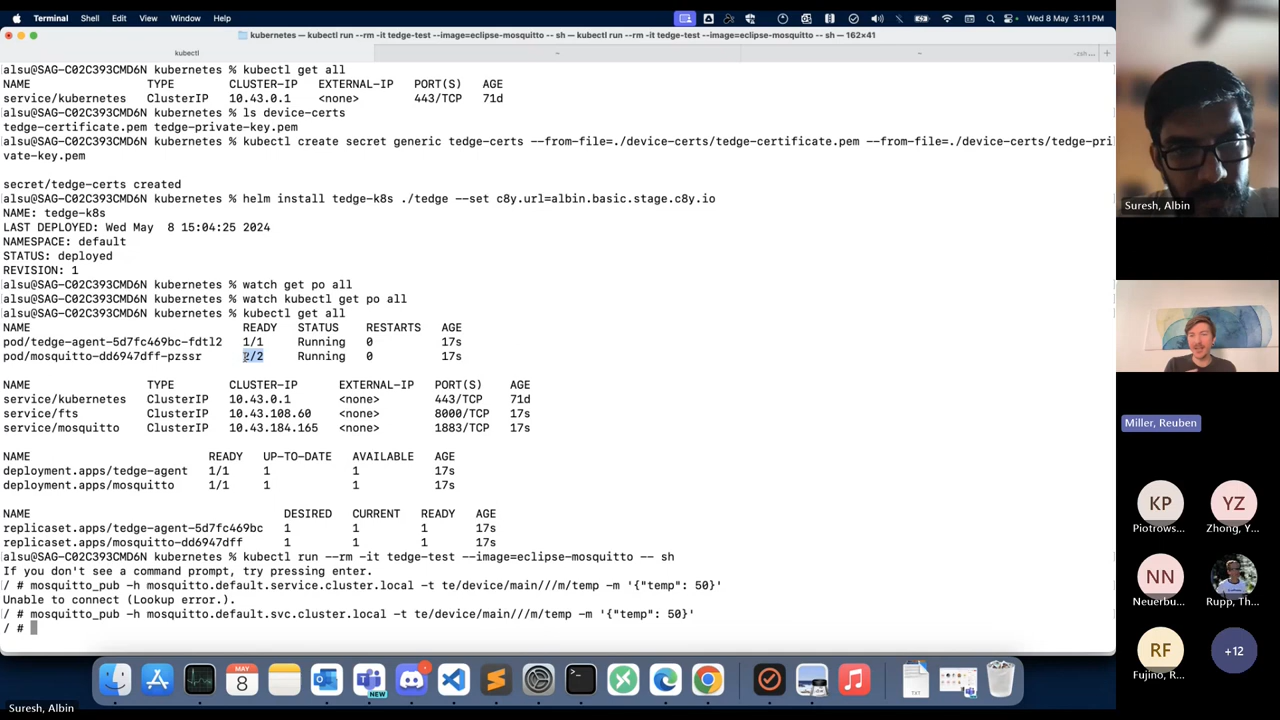 Terminal Shell Edit View Window Help
Wed 8 May 3:11 PM
kubernetes — kubectl run --rm -it tedge-test --image=eclipse-mosquitto -- sh — kubectl run --rm -it tedge-test --image=eclipse-mosquitto -- sh — 162×41
kubectl ~ ~ -zsh... +
alsu@SAG-C02C393CMD6N kubernetes % kubectl get all
NAME TYPE CLUSTER-IP EXTERNAL-IP PORT(S) AGE
service/kubernetes ClusterIP 10.43.0.1 <none> 443/TCP 71d
alsu@SAG-C02C393CMD6N kubernetes % ls device-certs
tedge-certificate.pem tedge-private-key.pem
alsu@SAG-C02C393CMD6N kubernetes % kubectl create secret generic tedge-certs --from-file=./device-certs/tedge-certificate.pem --from-file=./device-certs/tedge-pri
vate-key.pem
secret/tedge-certs created
alsu@SAG-C02C393CMD6N kubernetes % helm install tedge-k8s ./tedge --set c8y.url=albin.basic.stage.c8y.io
NAME: tedge-k8s
LAST DEPLOYED: Wed May 8 15:04:25 2024
NAMESPACE: default
STATUS: deployed
REVISION: 1
alsu@SAG-C02C393CMD6N kubernetes % watch get po all
alsu@SAG-C02C393CMD6N kubernetes % watch kubectl get po all
alsu@SAG-C02C393CMD6N kubernetes % kubectl get all
NAME READY STATUS RESTARTS AGE
pod/tedge-agent-5d7fc469bc-fdtl2 1/1 Running 0 17s
pod/mosquitto-dd6947dff-pzssr 2/2 Running 0 17s
NAME TYPE CLUSTER-IP EXTERNAL-IP PORT(S) AGE
service/kubernetes ClusterIP 10.43.0.1 <none> 443/TCP 71d
service/fts ClusterIP 10.43.108.60 <none> 8000/TCP 17s
service/mosquitto ClusterIP 10.43.184.165 <none> 1883/TCP 17s
NAME READY UP-TO-DATE AVAILABLE AGE
deployment.apps/tedge-agent 1/1 1 1 17s
deployment.apps/mosquitto 1/1 1 1 17s
NAME DESIRED CURRENT READY AGE
replicaset.apps/tedge-agent-5d7fc469bc 1 1 1 17s
replicaset.apps/mosquitto-dd6947dff 1 1 1 17s
alsu@SAG-C02C393CMD6N kubernetes % kubectl run --rm -it tedge-test --image=eclipse-mosquitto -- sh
If you don't see a command prompt, try pressing enter.
/ # mosquitto_pub -h mosquitto.default.service.cluster.local -t te/device/main///m/temp -m '{"temp": 50}'
Unable to connect (Lookup error.).
/ # mosquitto_pub -h mosquitto.default.svc.cluster.local -t te/device/main///m/temp -m '{"temp": 50}'
/ #
MAY
8
NEW
TXT
Suresh, Albin
Suresh, Albin
Miller, Reuben
KP
YZ
Piotrows...
Zhong, Y...
NN
Neuerbu...
Rupp, Th...
RF
+12
Fujino, R...